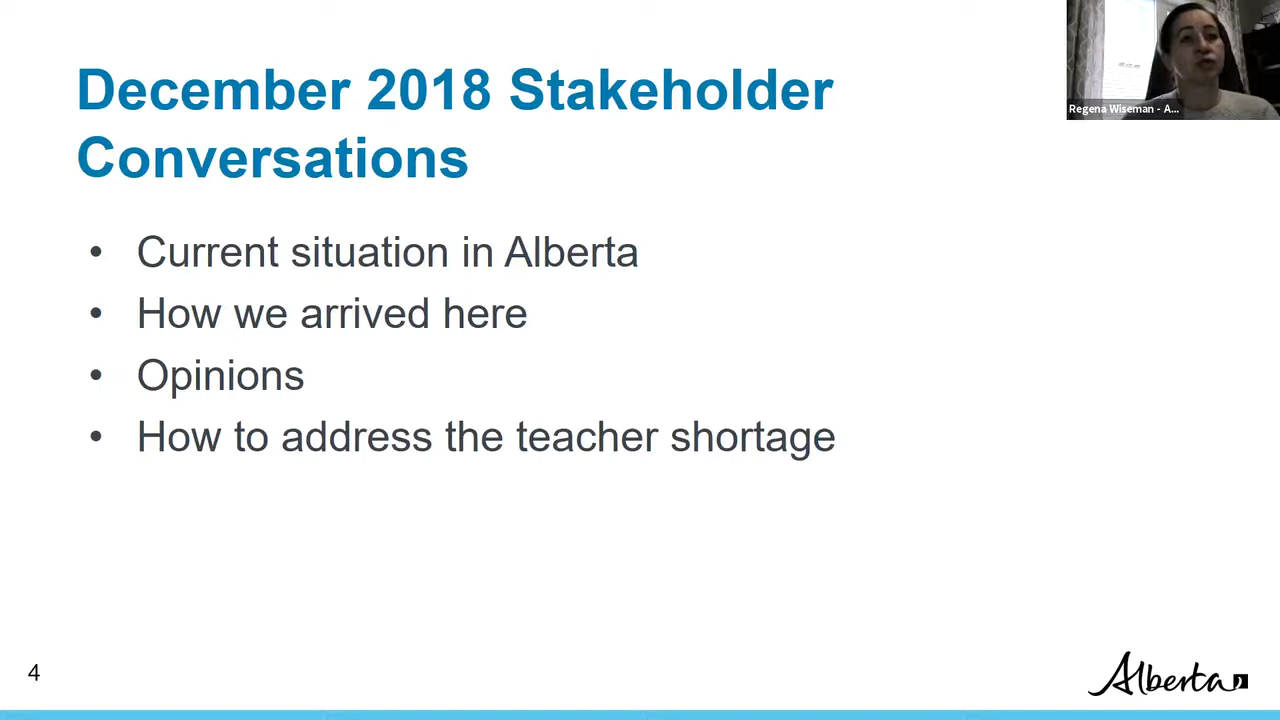 December 2018 Stakeholder
Conversations
Regena Wiseman - A...
• Current situation in Alberta
• How we arrived here
• Opinions
• How to address the teacher shortage
4
Alberta